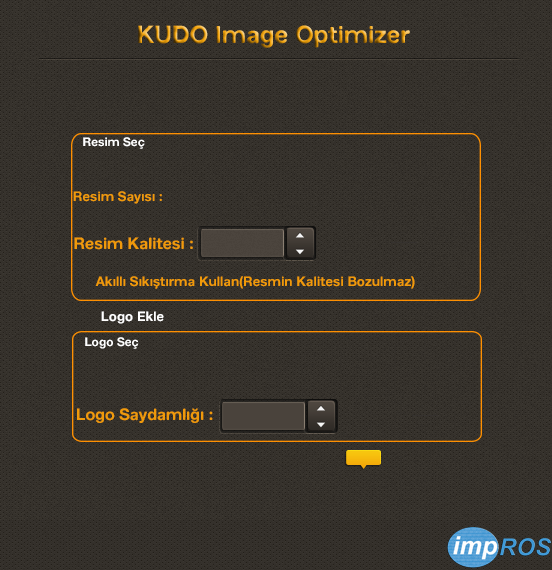 KUDO Image Optimizer
Resim Seç
Resim Sayısı :
Resim Kalitesi :
Akıllı Sıkıştırma Kullan(Resmin Kalitesi Bozulmaz)
Logo Ekle
Logo Seç
Logo Saydamlığı :
impROS